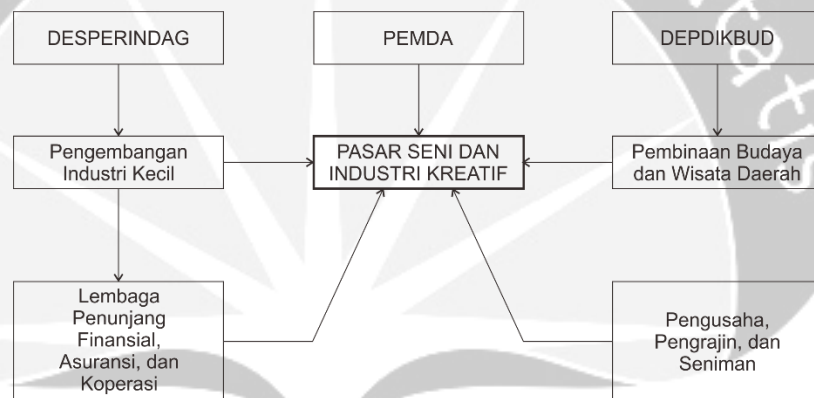 DESPERINDAG
PEMDA
DEPDIKBUD
Pengembangan
Industri Kecil
PASAR SENI DAN
INDUSTRI KREATIF
Pembinaan Budaya
dan Wisata Daerah
Lembaga
Penunjang
Finansial,
Asuransi, dan
Koperasi
Pengusaha,
Pengrajin, dan
Seniman